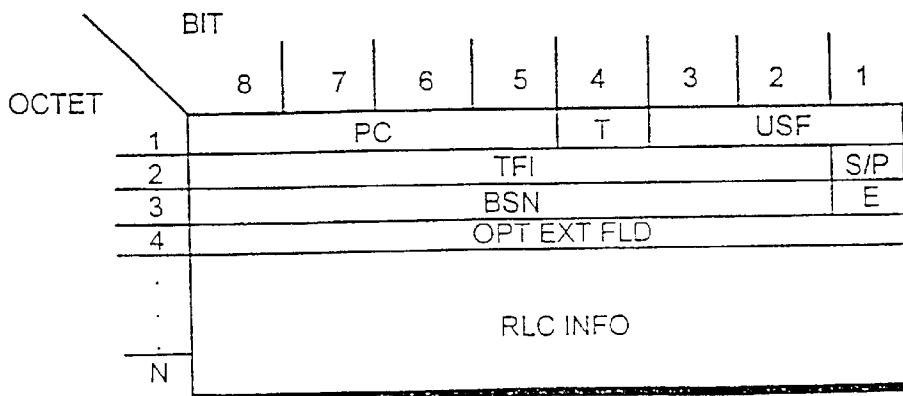 BIT
8 7 6 5 4 3 2 1
OCTET
1 PC T USF
2 TFI S/P
3 BSN E
4 OPT EXT FLD
.
.
.
RLC INFO
N